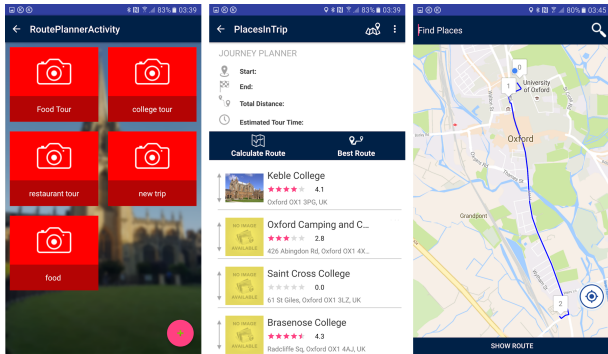 83% 03:39
RoutePlannerActivity
Food Tour
college tour
restaurant tour
new trip
food
83% 03:39
PlacesInTrip
JOURNEY PLANNER
Start:
End:
Total Distance:
Estimated Tour Time:
Calculate Route
Best Route
Keble College
4.1
Oxford OX1 3PG, UK
NO IMAGE
AVAILABLE
Oxford Camping and C...
2.8
426 Abingdon Rd, Oxford OX1 4X...
NO IMAGE
AVAILABLE
Saint Cross College
0.0
61 St Giles, Oxford OX1 3LZ, UK
NO IMAGE
AVAILABLE
Brasenose College
4.3
Radcliffe Sq, Oxford OX1 4AJ, UK
80% 03:45
Find Places
0
1
University
of Oxford
Oxford
Thames St
Grandpont
2
SHOW ROUTE